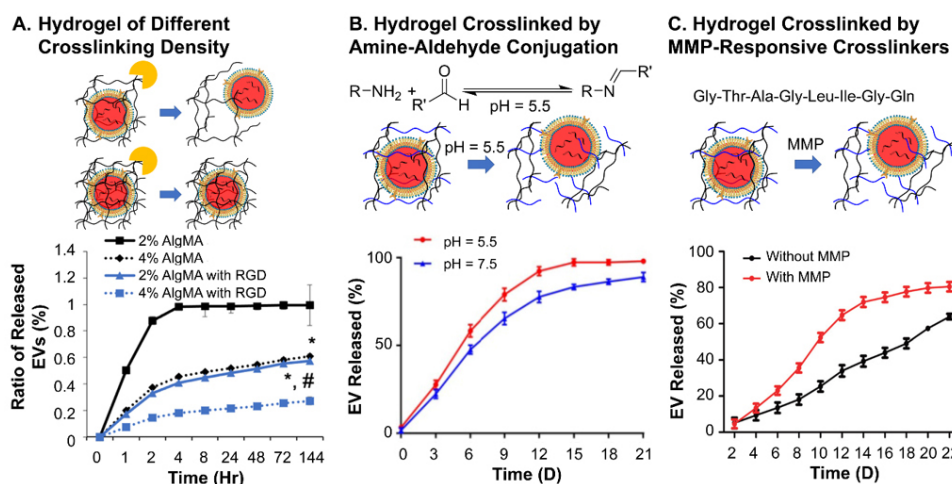 A. Hydrogel of Different
Crosslinking Density
2% AlgMA
4% AlgMA
2% AlgMA with RGD
4% AlgMA with RGD
Ratio of Released
EVs (%)
1.4
1.2
1
0.8
0.6
0.4
0.2
0
*
*, #
0 1 2 4 8 24 48 72 144
Time (Hr)
B. Hydrogel Crosslinked by
Amine-Aldehyde Conjugation
R-NH2 + R' O H
pH = 5.5
R-N R'
pH = 5.5
pH = 5.5
pH = 7.5
EV Released (%)
150
100
50
0
0 3 6 9 12 15 18 21
Time (D)
C. Hydrogel Crosslinked by
MMP-Responsive Crosslinkers
Gly-Thr-Ala-Gly-Leu-Ile-Gly-Gln
MMP
Without MMP
With MMP
EV Released (%)
100
80
60
40
20
0
2 4 6 8 10 12 14 16 18 20 22
Time (D)